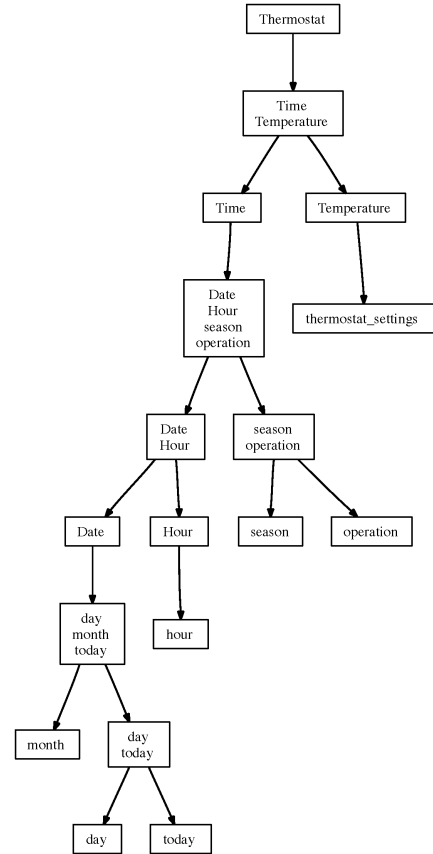 Thermostat
Time
Temperature
Time
Temperature
Date
Hour
season
operation
thermostat_settings
Date
Hour
season
operation
Date
Hour
season
operation
day
month
today
hour
month
day
today
day
today